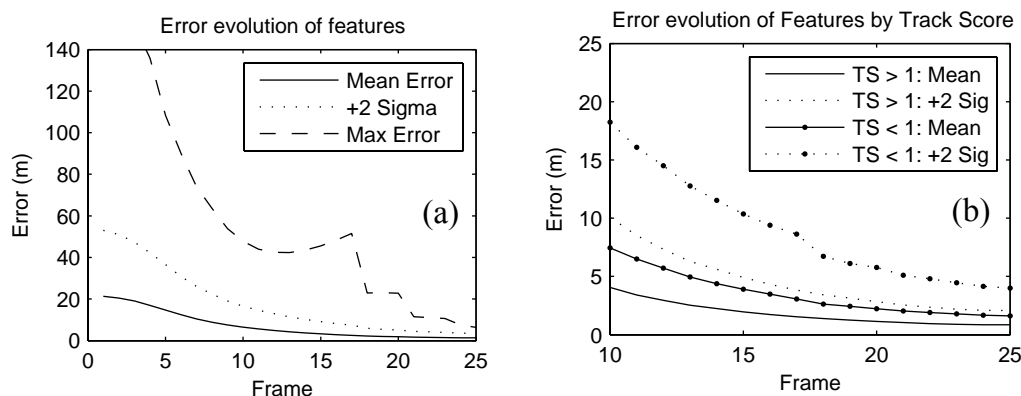 Error evolution of features
140
120
100
80
60
40
20
0
Error (m)
0 5 10 15 20 25
Frame
Mean Error
+2 Sigma
Max Error
(a)
Error evolution of Features by Track Score
25
20
15
10
5
0
Error (m)
10 15 20 25
Frame
TS > 1: Mean
TS > 1: +2 Sig
TS < 1: Mean
TS < 1: +2 Sig
(b)